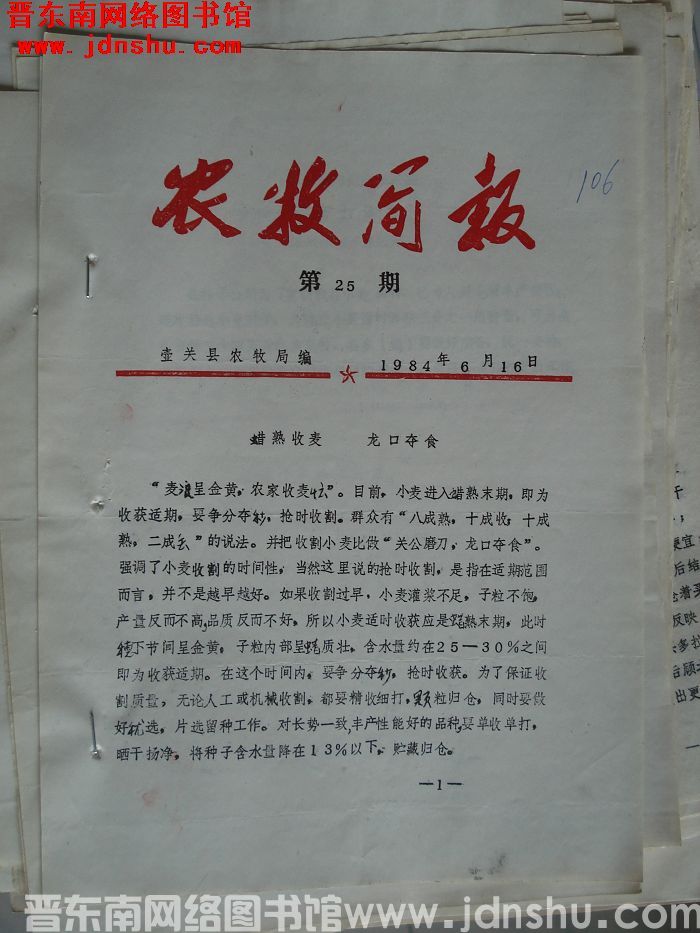 晋东南网络图书馆
www.jdnshu.com
106
农牧简报
第25期
壶关县农牧局编
1984年6月16日
蜡熟收麦 龙口夺食
“麦浪呈金黄,农家收麦忙”。目前,小麦进入蜡熟末期,即为
收获适期,要争分夺秒,抢时收割。群众有“八成熟,十成收,十成
熟,二成丢”的说法。并把收割小麦比做“关公磨刀,龙口夺食”。
强调了小麦收割的时间性,当然这里说的抢时收割,是指在适期范围
而言,并不是越早越好。如果收割过早,小麦灌浆不足,子粒不饱,
产量反而不高,品质反而不好,所以小麦适时收获应是蜡熟末期,此时
穗下节间呈金黄,子粒内部呈蜡质壮,含水量约在25—30%之间
即为收获适期。在这个时间内,要争分夺秒,抢时收获。为了保证收
割质量,无论人工或机械收割,都要精收细打,颗粒归仓,同时要做
好优选,片选留种工作。对长势一致,丰产性能好的品种,要单收单打,
晒干扬净,将种子含水量降在13%以下,贮藏归仓。
—1—
便宜
后结
反映
多拉
后顾
出更
晋东南网络图书馆www.jdnshu.com